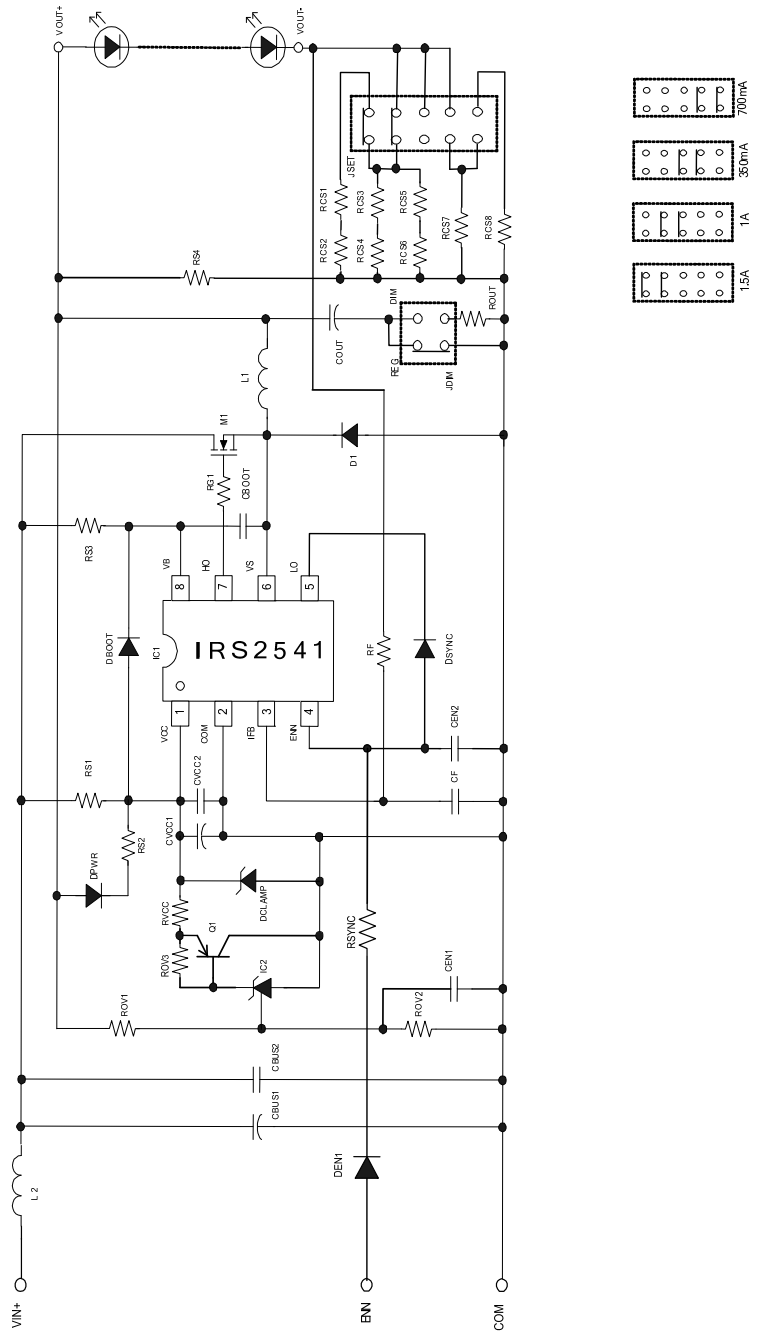 VIN+
L 2
CBUS1
CBUS2
ROV1
ROV2
CEN1
DEN1
ENN
COM
ROV3
IC2
Q1
RVCC
DCLAMP
RSYNC
DPWR
RS2
RS1
CVCC1
CVCC2
VCC
COM
IFB
ENN
1
2
3
4
IC1
IRS2541
8
7
6
5
VB
HO
VS
LO
DBOOT
RF
DSYNC
CEN2
CF
RS3
CBOOT
RG1
M1
D1
L1
COUT
REG
DIM
JDIM
ROUT
RS4
RCS2
RCS1
RCS4
RCS3
RCS6
RCS5
RCS7
RCS8
JSET
VOUT+
VOUT-
1.5A
1A
350mA
700mA